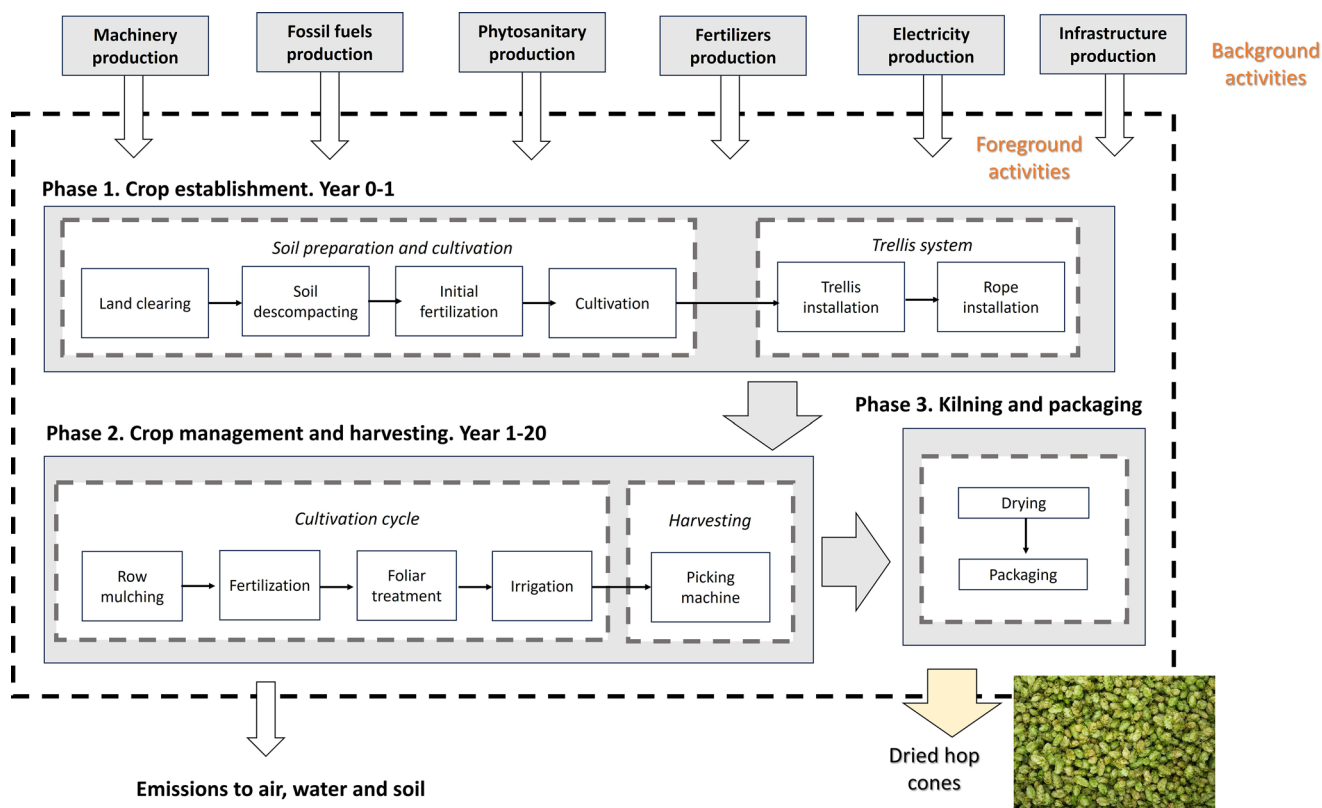 Machinery
production
Fossil fuels
production
Phytosanitary
production
Fertilizers
production
Electricity
production
Infrastructure
production
Background
activities
Foreground
activities
Phase 1. Crop establishment. Year 0-1
Soil preparation and cultivation
Trellis system
Land clearing
Soil
descompacting
Initial
fertilization
Cultivation
Trellis
installation
Rope
installation
Phase 3. Kilning and packaging
Phase 2. Crop management and harvesting. Year 1-20
Cultivation cycle
Harvesting
Row
mulching
Fertilization
Foliar
treatment
Irrigation
Picking
machine
Drying
Packaging
Dried hop
cones
Emissions to air, water and soil